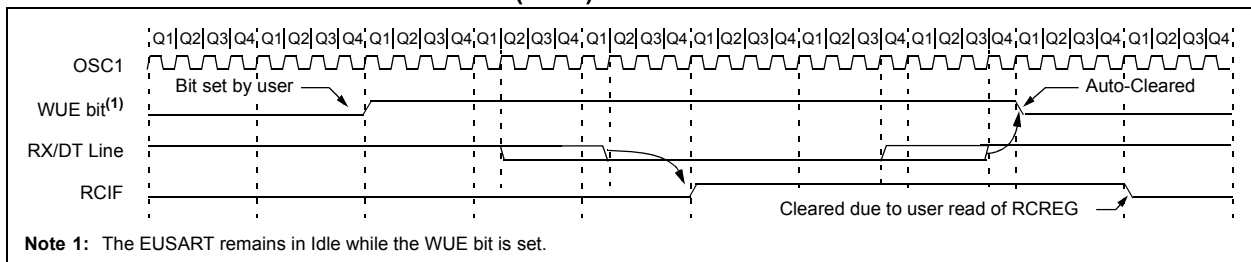 Q1 Q2 Q3 Q4 Q1 Q2 Q3 Q4 Q1 Q2 Q3 Q4 Q1 Q2 Q3 Q4 Q1 Q2 Q3 Q4 Q1 Q2 Q3 Q4 Q1 Q2 Q3 Q4 Q1 Q2 Q3 Q4 Q1 Q2 Q3 Q4 Q1 Q2 Q3 Q4
OSC1
Bit set by user
Auto-Cleared
WUE bit(1)
RX/DT Line
RCIF
Cleared due to user read of RCREG
Note 1: The EUSART remains in Idle while the WUE bit is set.